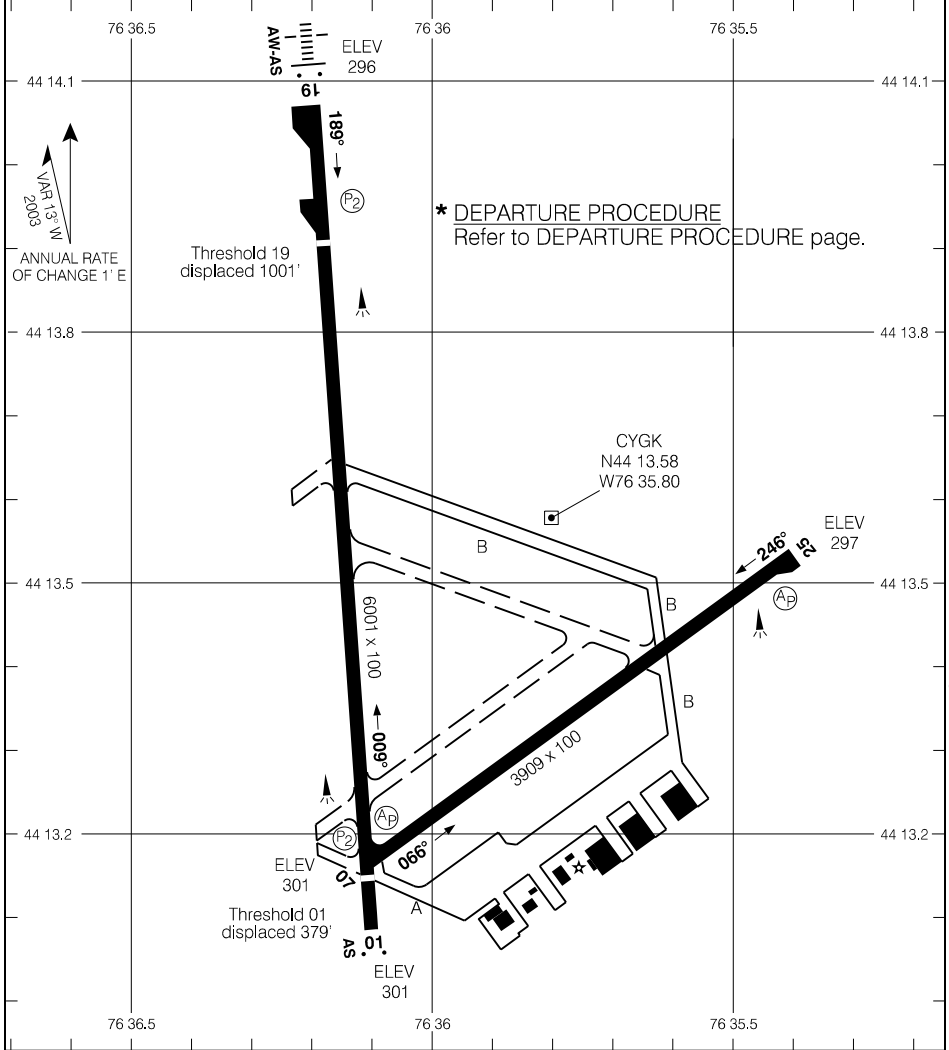 76 36.5
76 36
76 35.5
AW-AS
ELEV
296
44 14.1
44 14.1
19
189°
P2
VAR 13° W
2003
ANNUAL RATE
OF CHANGE 1' E
* DEPARTURE PROCEDURE
Refer to DEPARTURE PROCEDURE page.
Threshold 19
displaced 1001'
44 13.8
44 13.8
CYGK
N44 13.58
W76 35.80
ELEV
297
25
246°
B
44 13.5
44 13.5
AP
B
6001 x 100
B
009°
3909 x 100
44 13.2
44 13.2
AP
P2
066°
ELEV
301
07
A
Threshold 01
displaced 379'
AS
01
ELEV
301
76 36.5
76 36
76 35.5